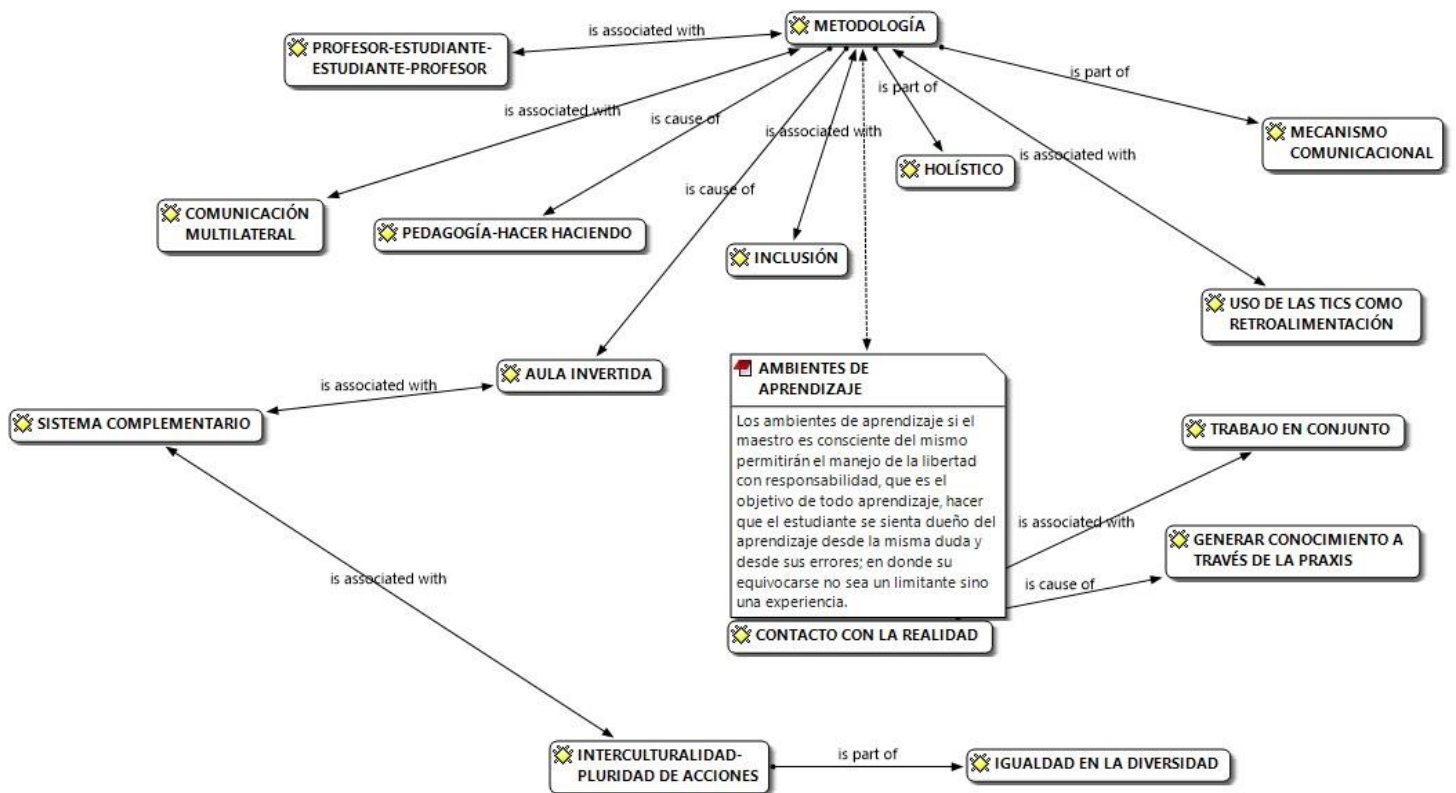 METODOLOGÍA
is associated with
PROFESOR-ESTUDIANTE-
ESTUDIANTE-PROFESOR
is part of
is part of
is associated with
is cause of
is associated with
MECANISMO
COMUNICACIONAL
is associated with
HOLÍSTICO
is cause of
COMUNICACIÓN
MULTILATERAL
PEDAGOGÍA-HACER HACIENDO
INCLUSIÓN
USO DE LAS TICS COMO
RETROALIMENTACIÓN
AULA INVERTIDA
is associated with
SISTEMA COMPLEMENTARIO
AMBIENTES DE
APRENDIZAJE
Los ambientes de aprendizaje si el
maestro es consciente del mismo
permitirán el manejo de la libertad
con responsabilidad, que es el
objetivo de todo aprendizaje, hacer
que el estudiante se sienta dueño del
aprendizaje desde la misma duda y
desde sus errores; en donde su
equivocarse no sea un limitante sino
una experiencia.
TRABAJO EN CONJUNTO
is associated with
GENERAR CONOCIMIENTO A
TRAVÉS DE LA PRAXIS
is cause of
CONTACTO CON LA REALIDAD
is associated with
INTERCULTURALIDAD-
PLURIDAD DE ACCIONES
is part of
IGUALDAD EN LA DIVERSIDAD